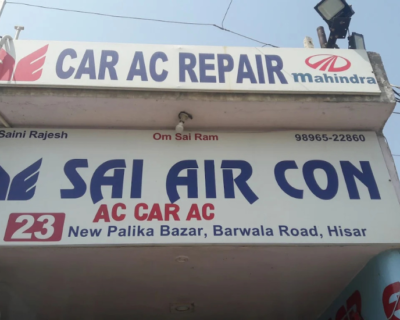 CAR AC REPAIR mahindra
Saini Rajesh Om Sai Ram 98965-22860
SAI AIR CON
AC CAR AC
23 New Palika Bazar, Barwala Road, Hisar